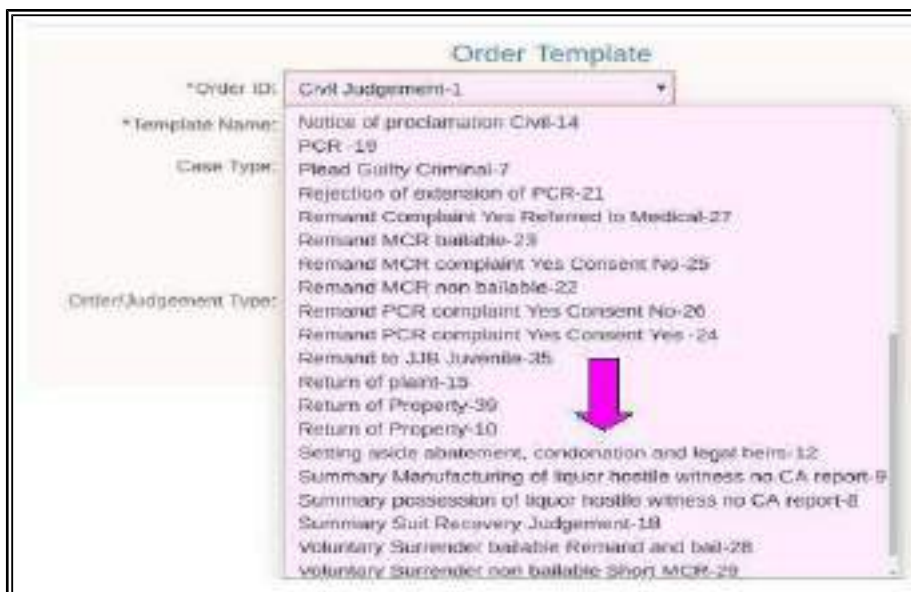 Order Template
*Order ID: Civil Judgement-1
*Template Name: Notice of proclamation Civil-14
PCR -19
Case Type: Plead Guilty Criminal-7
Rejection of extension of PCR-21
Remand Complaint Yes Referred to Medical-27
Remand MCR bailable-23
Remand MCR complaint Yes Consent No-25
Remand MCR non bailable-22
Order/Judgement Type: Remand PCR complaint Yes Consent No-26
Remand PCR complaint Yes Consent Yes -24
Remand to JJB Juvenile-35
Return of plaint-15
Return of Property-39
Return of Property-10
Setting aside abatement, condonation and legal heirs-12
Summary Manufacturing of liquor hostile witness no CA report-9
Summary possession of liquor hostile witness no CA report-8
Summary Suit Recovery Judgement-18
Voluntary Surrender bailable Remand and bail-28
Voluntary Surrender non bailable Short MCR-29